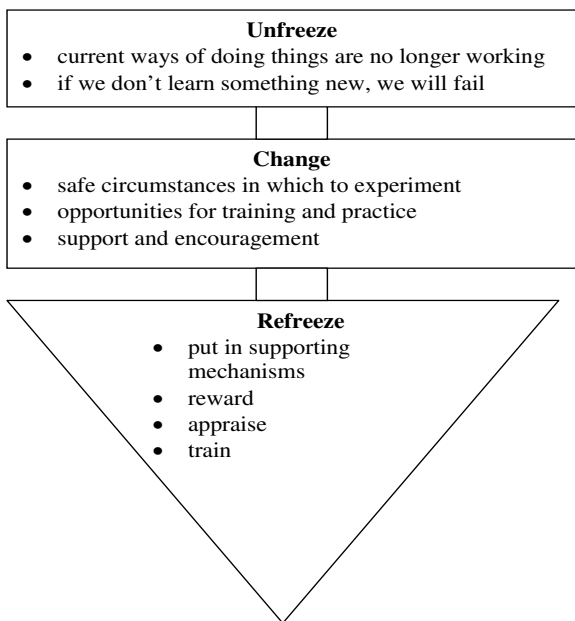 Unfreeze
• current ways of doing things are no longer working
• if we don’t learn something new, we will fail
Change
• safe circumstances in which to experiment
• opportunities for training and practice
• support and encouragement
Refreeze
• put in supporting
mechanisms
• reward
• appraise
• train